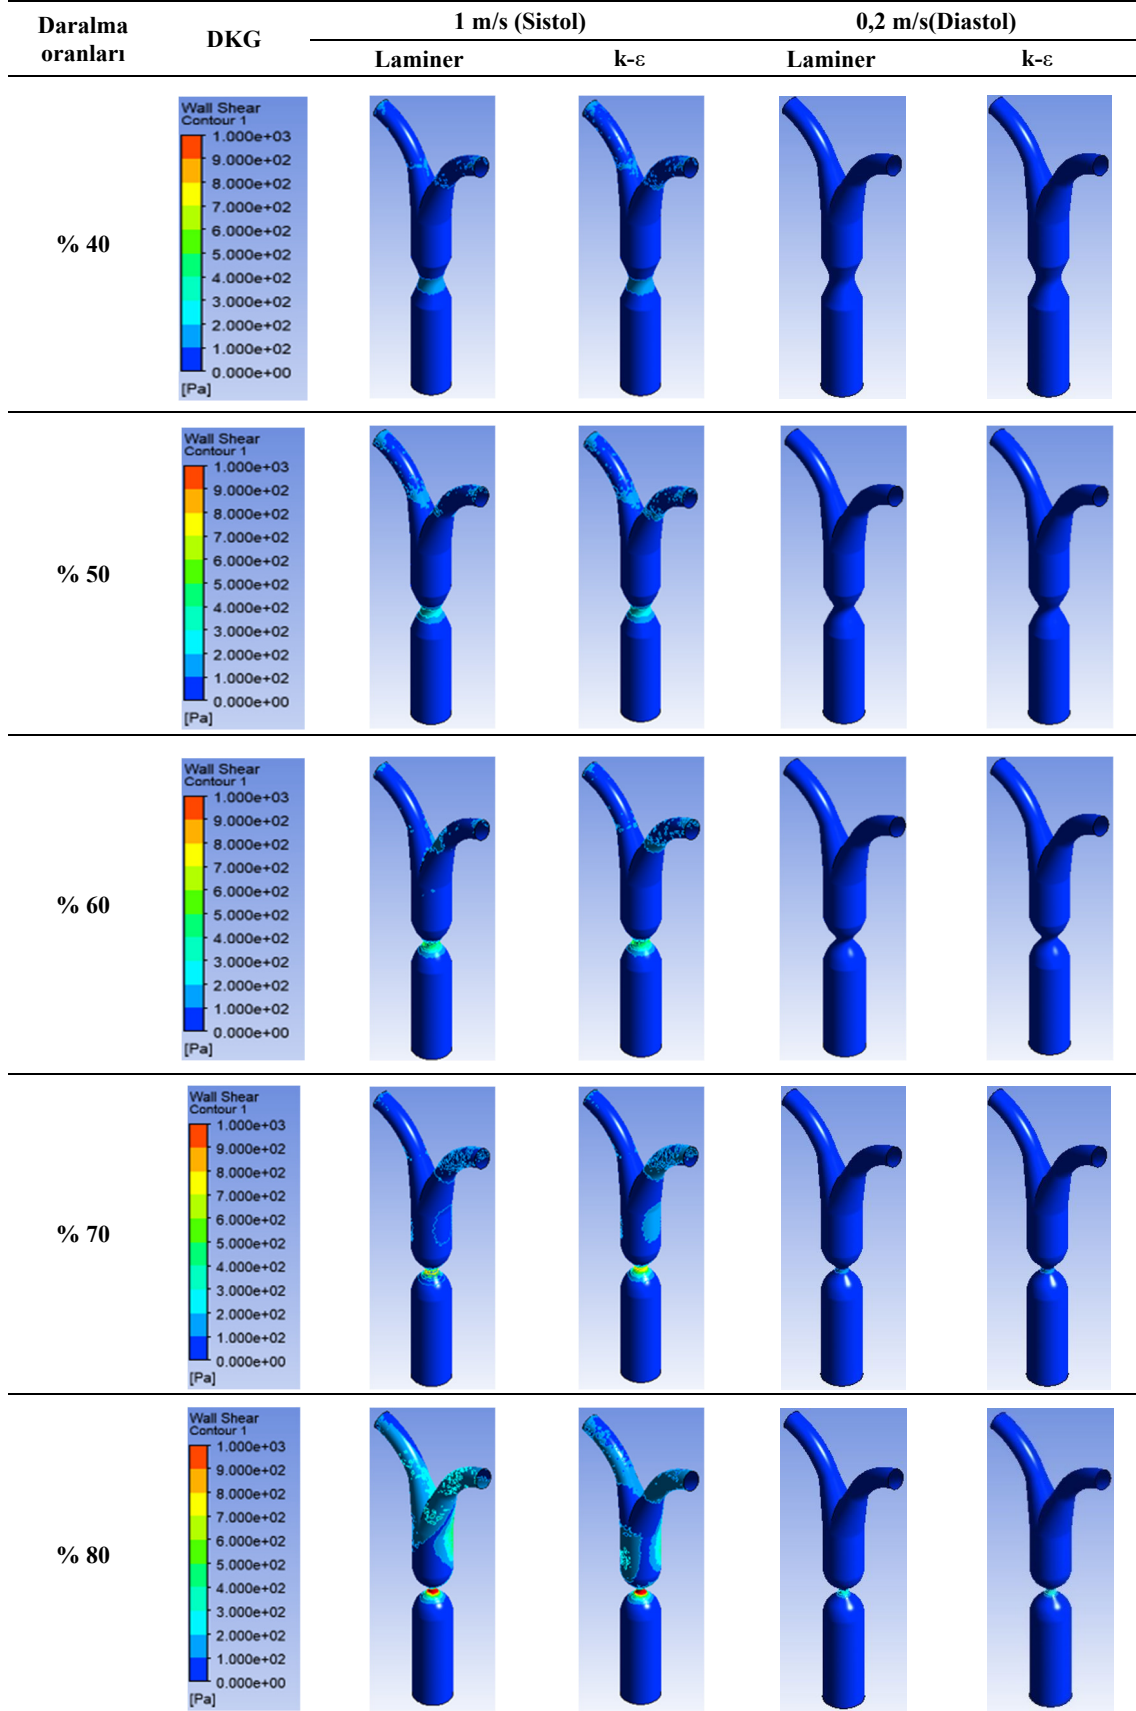 Daralma oranları
DKG
1 m/s (Sistol)
0,2 m/s(Diastol)
Laminer
k-ε
Laminer
k-ε
% 40
Wall Shear
Contour 1
1.000e+03
9.000e+02
8.000e+02
7.000e+02
6.000e+02
5.000e+02
4.000e+02
3.000e+02
2.000e+02
1.000e+02
0.000e+00
[Pa]
% 50
Wall Shear
Contour 1
1.000e+03
9.000e+02
8.000e+02
7.000e+02
6.000e+02
5.000e+02
4.000e+02
3.000e+02
2.000e+02
1.000e+02
0.000e+00
[Pa]
% 60
Wall Shear
Contour 1
1.000e+03
9.000e+02
8.000e+02
7.000e+02
6.000e+02
5.000e+02
4.000e+02
3.000e+02
2.000e+02
1.000e+02
0.000e+00
[Pa]
% 70
Wall Shear
Contour 1
1.000e+03
9.000e+02
8.000e+02
7.000e+02
6.000e+02
5.000e+02
4.000e+02
3.000e+02
2.000e+02
1.000e+02
0.000e+00
[Pa]
% 80
Wall Shear
Contour 1
1.000e+03
9.000e+02
8.000e+02
7.000e+02
6.000e+02
5.000e+02
4.000e+02
3.000e+02
2.000e+02
1.000e+02
0.000e+00
[Pa]